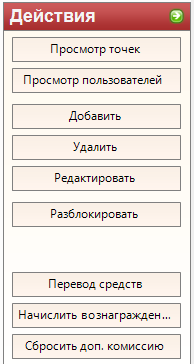 Действия
Просмотр точек
Просмотр пользователей
Добавить
Удалить
Редактировать
Разблокировать
Перевод средств
Начислить вознагражден...
Сбросить доп. комиссию